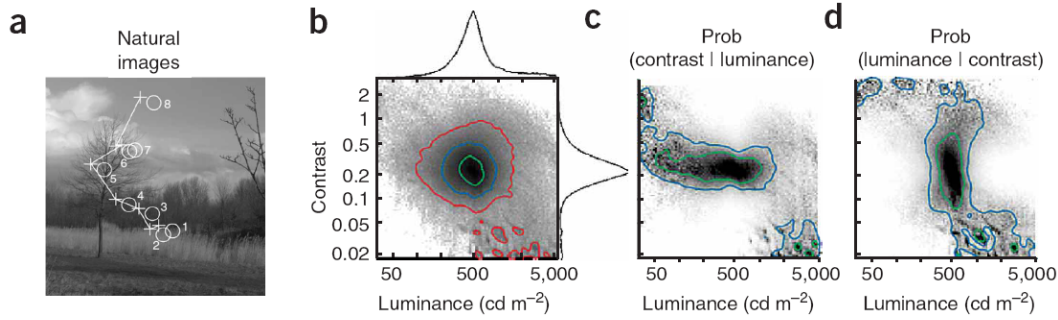 a
Natural
images
8
7
6
5
4
3
1
2
b
Contrast
2
1
0.5
0.2
0.1
0.05
0.02
50
500
5,000
Luminance (cd m⁻²)
c
Prob
(contrast | luminance)
50
500
5,000
Luminance (cd m⁻²)
d
Prob
(luminance | contrast)
50
500
5,000
Luminance (cd m⁻²)